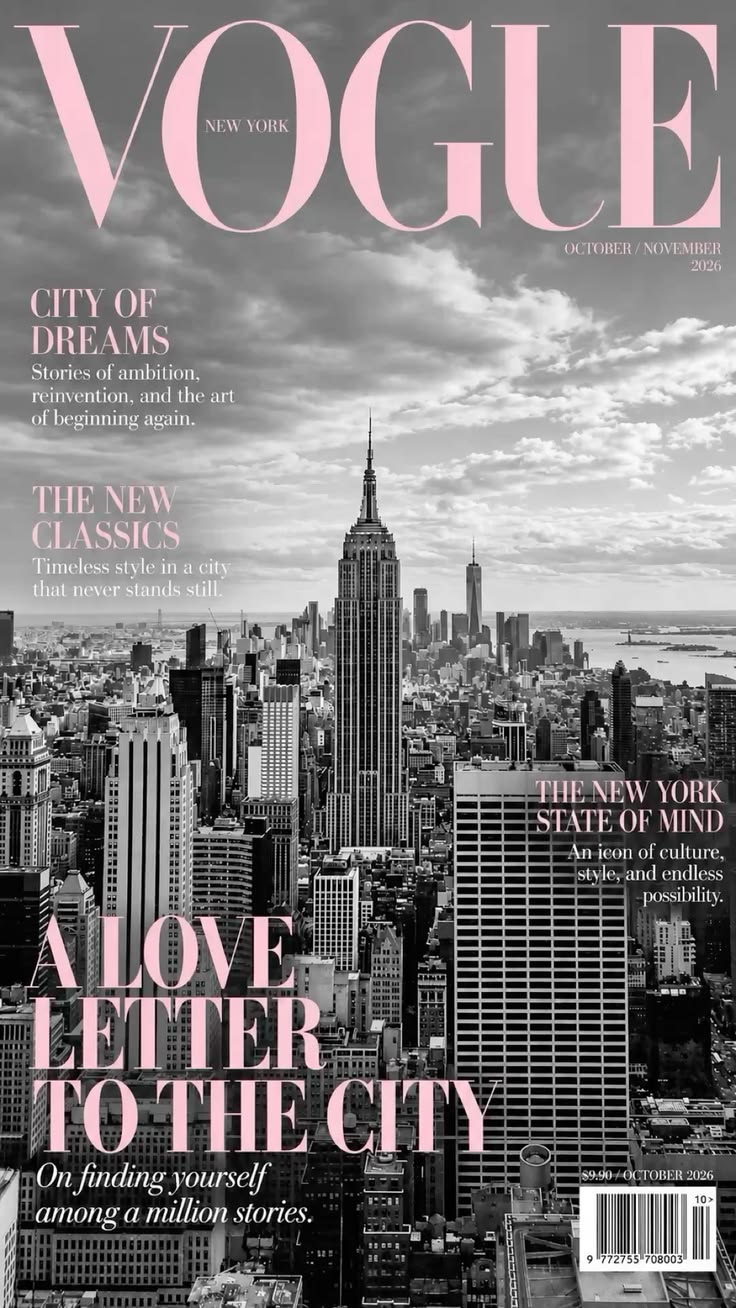 VOGUE
NEW YORK
OCTOBER / NOVEMBER
2026
CITY OF
DREAMS
Stories of ambition,
reinvention, and the art
of beginning again.
THE NEW
CLASSICS
Timeless style in a city
that never stands still.
THE NEW YORK
STATE OF MIND
An icon of culture,
style, and endless
possibility.
A LOVE
LETTER
TO THE CITY
On finding yourself
among a million stories.
$9.90 / OCTOBER 2026
10 >
9 772755 708003